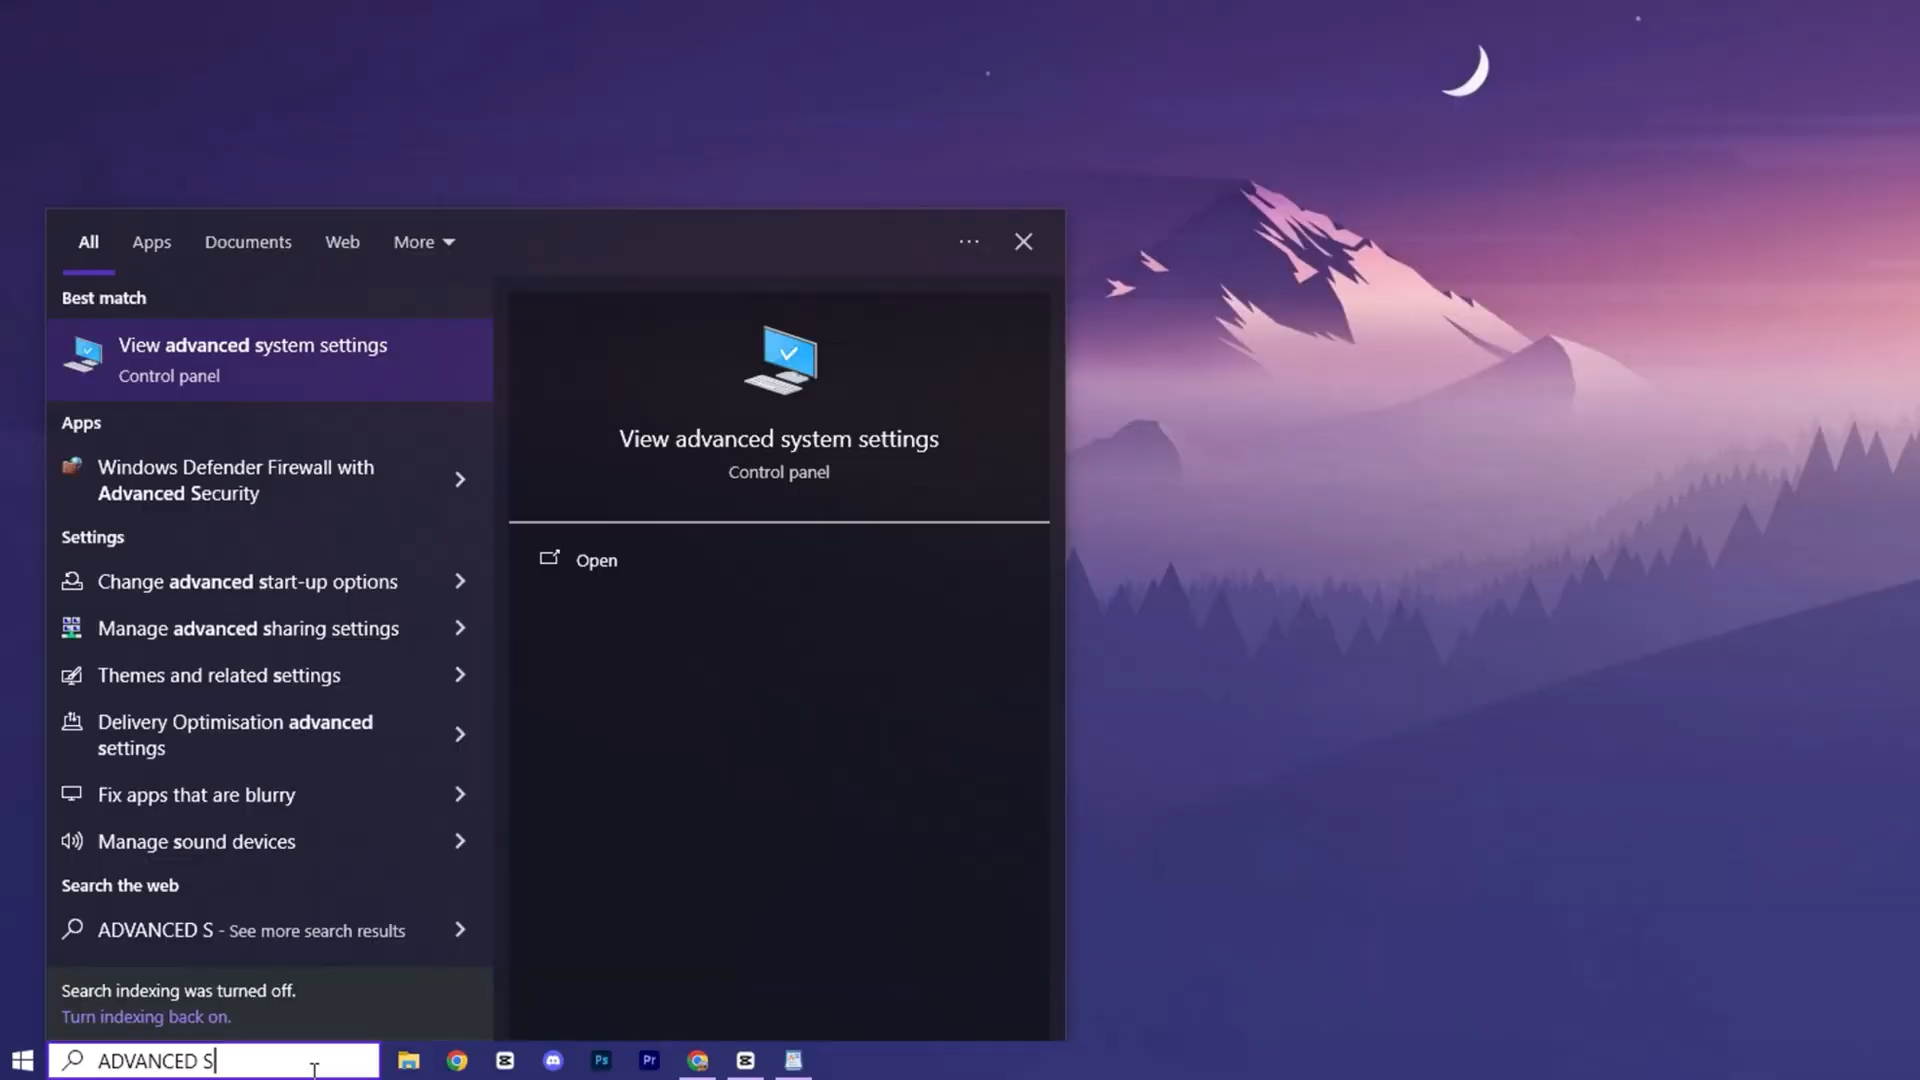 All Apps Documents Web More
Best match
View advanced system settings
Control panel
Apps
Windows Defender Firewall with
Advanced Security
Settings
Change advanced start-up options
Manage advanced sharing settings
Themes and related settings
Delivery Optimisation advanced
settings
Fix apps that are blurry
Manage sound devices
Search the web
ADVANCED S - See more search results
Search indexing was turned off.
Turn indexing back on.
View advanced system settings
Control panel
Open
ADVANCED S
Ps
Pr